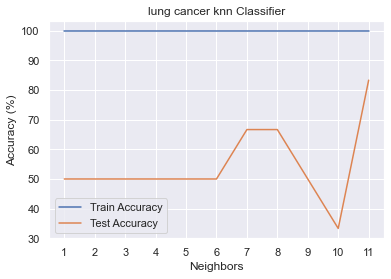 lung cancer knn Classifier
Accuracy (%)
100
90
80
70
60
50
40
30
Train Accuracy
Test Accuracy
1 2 3 4 5 6 7 8 9 10 11
Neighbors